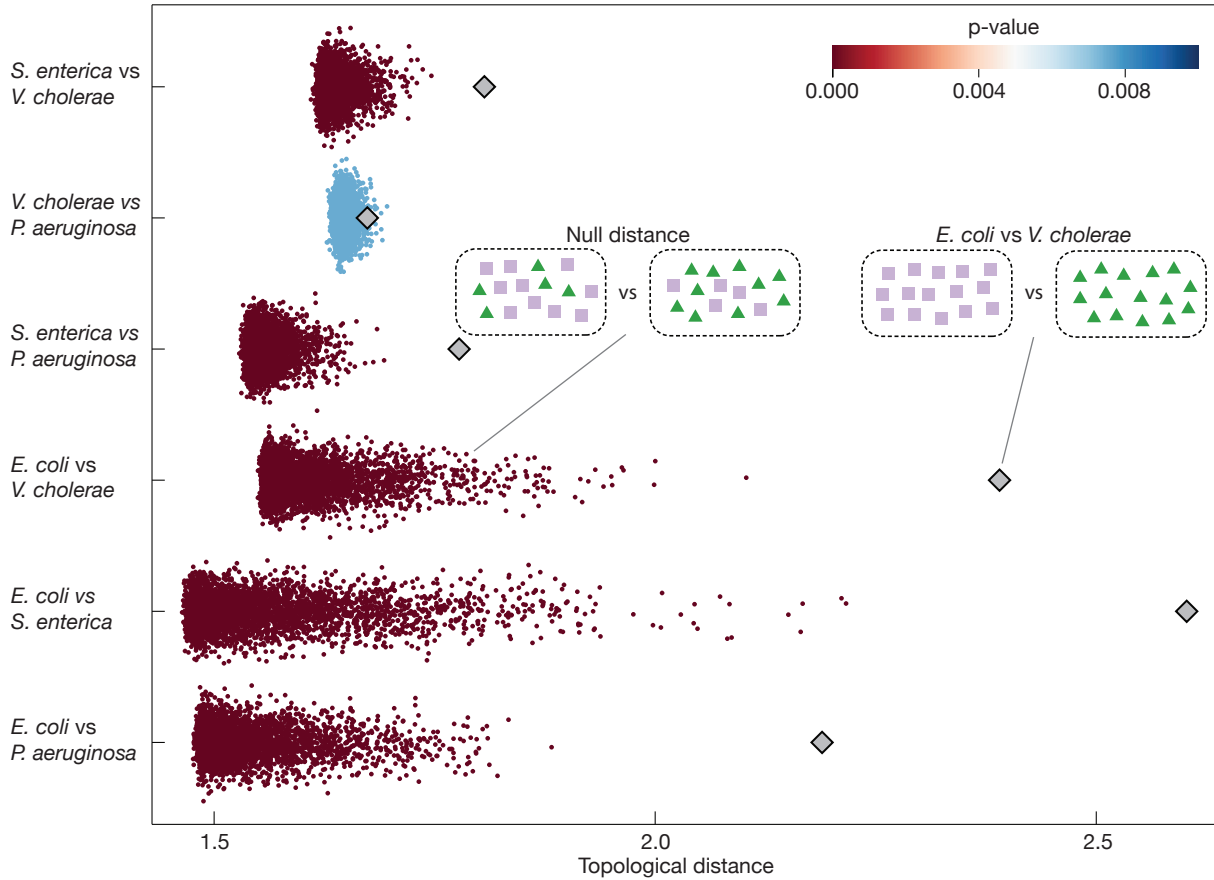 p-value
0.000
0.004
0.008
S. enterica vs
V. cholerae
V. cholerae vs
P. aeruginosa
Null distance
vs
E. coli vs V. cholerae
vs
S. enterica vs
P. aeruginosa
E. coli vs
V. cholerae
E. coli vs
S. enterica
E. coli vs
P. aeruginosa
1.5
2.0
2.5
Topological distance